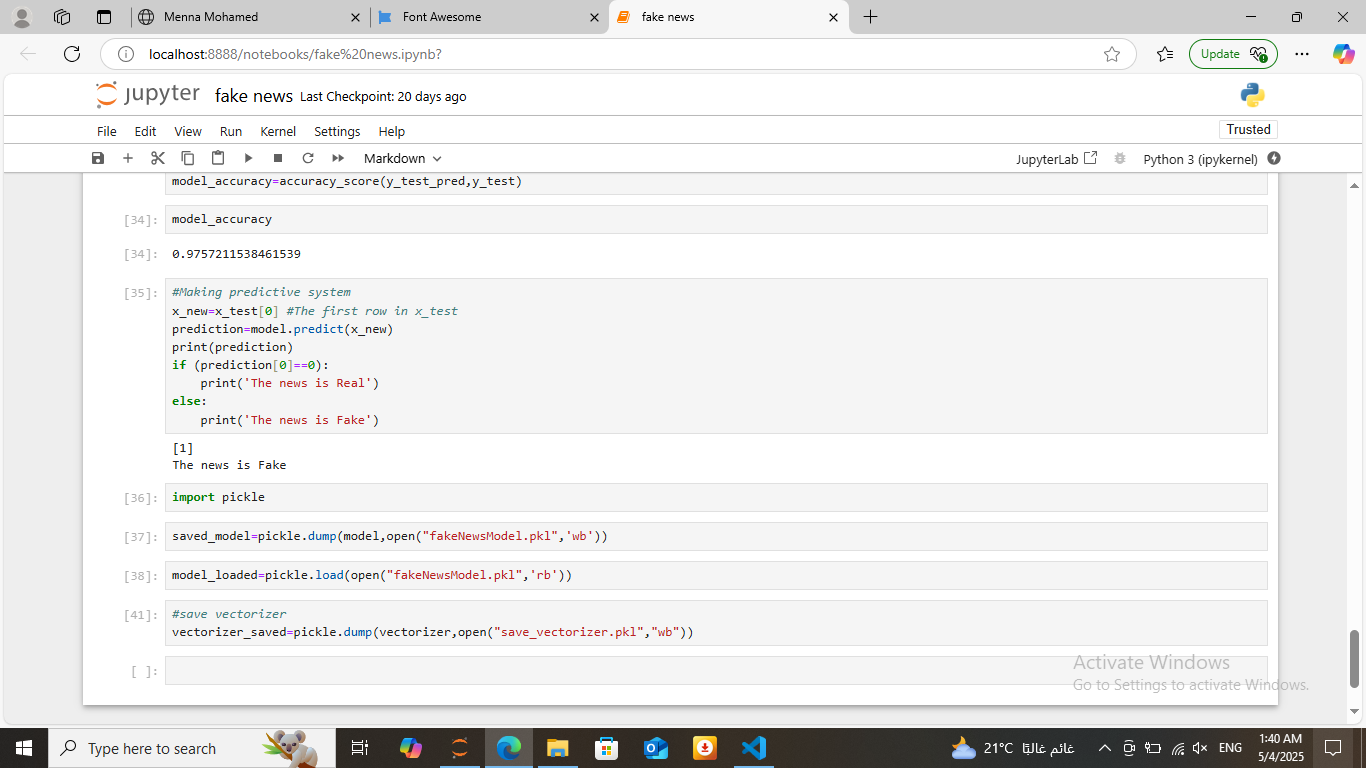 Menna Mohamed
Font Awesome
fake news
localhost:8888/notebooks/fake%20news.ipynb?
Update
jupyter fake news Last Checkpoint: 20 days ago
File Edit View Run Kernel Settings Help
Trusted
Markdown
JupyterLab
Python 3 (ipykernel)
model_accuracy=accuracy_score(y_test_pred,y_test)
[34]: model_accuracy
[34]: 0.9757211538461539
[35]: #Making predictive system
x_new=x_test[0] #The first row in x_test
prediction=model.predict(x_new)
print(prediction)
if (prediction[0]==0):
    print('The news is Real')
else:
    print('The news is Fake')
[1]
The news is Fake
[36]: import pickle
[37]: saved_model=pickle.dump(model,open("fakeNewsModel.pkl",'wb'))
[38]: model_loaded=pickle.load(open("fakeNewsModel.pkl",'rb'))
[41]: #save vectorizer
vectorizer_saved=pickle.dump(vectorizer,open("save_vectorizer.pkl","wb"))
[ ]:
Activate Windows
Go to Settings to activate Windows.
Type here to search
21°C غائم غالبًا
ENG
1:40 AM
5/4/2025